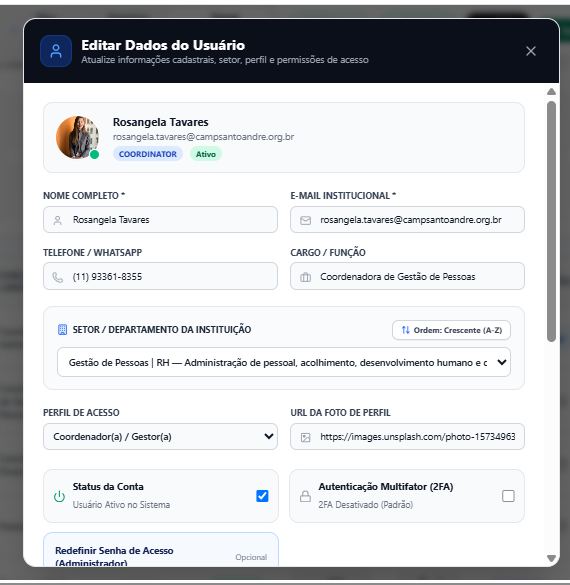 Editar Dados do Usuário
Atualize informações cadastrais, setor, perfil e permissões de acesso
Rosangela Tavares
rosangela.tavares@campsantoandre.org.br
COORDINATOR Ativo
NOME COMPLETO * E-MAIL INSTITUCIONAL *
Rosangela Tavares rosangela.tavares@campsantoandre.org.br
TELEFONE / WHATSAPP CARGO / FUNÇÃO
(11) 93361-8355 Coordenadora de Gestão de Pessoas
SETOR / DEPARTAMENTO DA INSTITUIÇÃO Ordem: Crescente (A-Z)
Gestão de Pessoas | RH — Administração de pessoal, acolhimento, desenvolvimento humano e c
PERFIL DE ACESSO URL DA FOTO DE PERFIL
Coordenador(a) / Gestor(a) https://images.unsplash.com/photo-15734963
Status da Conta Autenticação Multifator (2FA)
Usuário Ativo no Sistema 2FA Desativado (Padrão)
Redefinir Senha de Acesso Opcional
(Administrador)